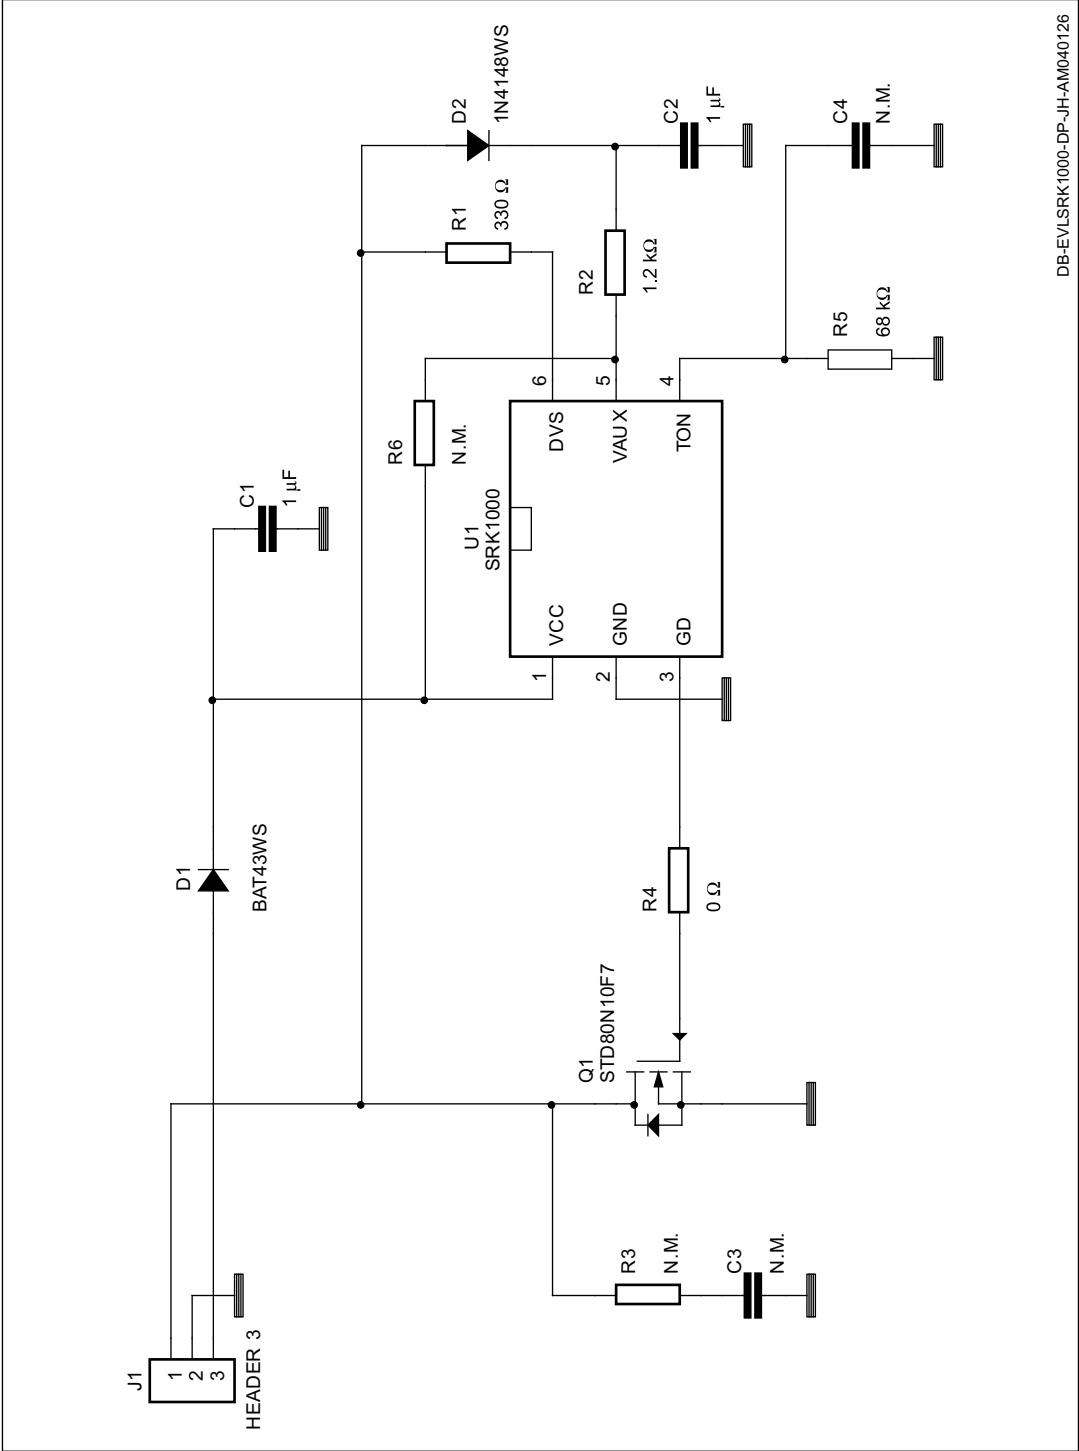 J1
1
2
3
HEADER 3
D1
BAT43WS
C1
1 µF
R3
N.M.
C3
N.M.
Q1
STD80N10F7
R4
0 Ω
R6
N.M.
U1
SRK1000
VCC
GND
GD
1
2
3
DVS
VAUX
TON
6
5
4
R1
330 Ω
D2
1N4148WS
R2
1.2 kΩ
C2
1 µF
R5
68 kΩ
C4
N.M.
DB-EVLSRK1000-DP-JH-AM040126